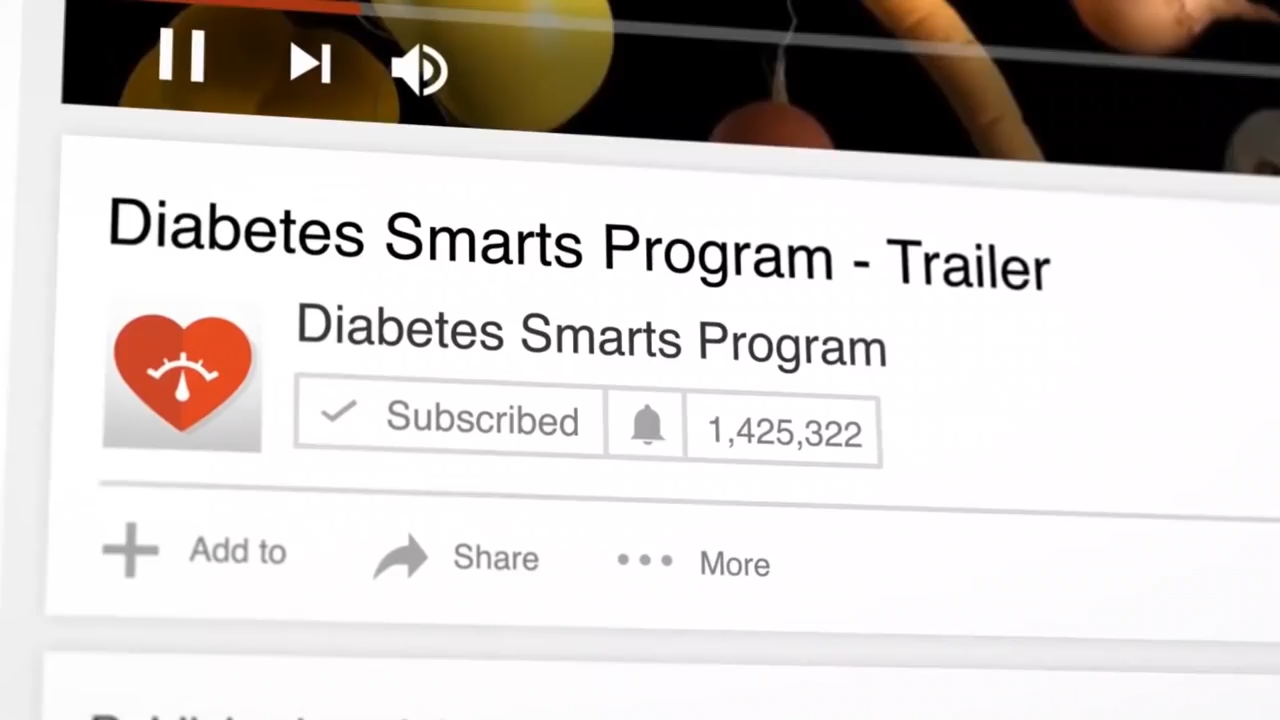 Diabetes Smarts Program - Trailer
Diabetes Smarts Program
Subscribed
1,425,322
Add to
Share
More